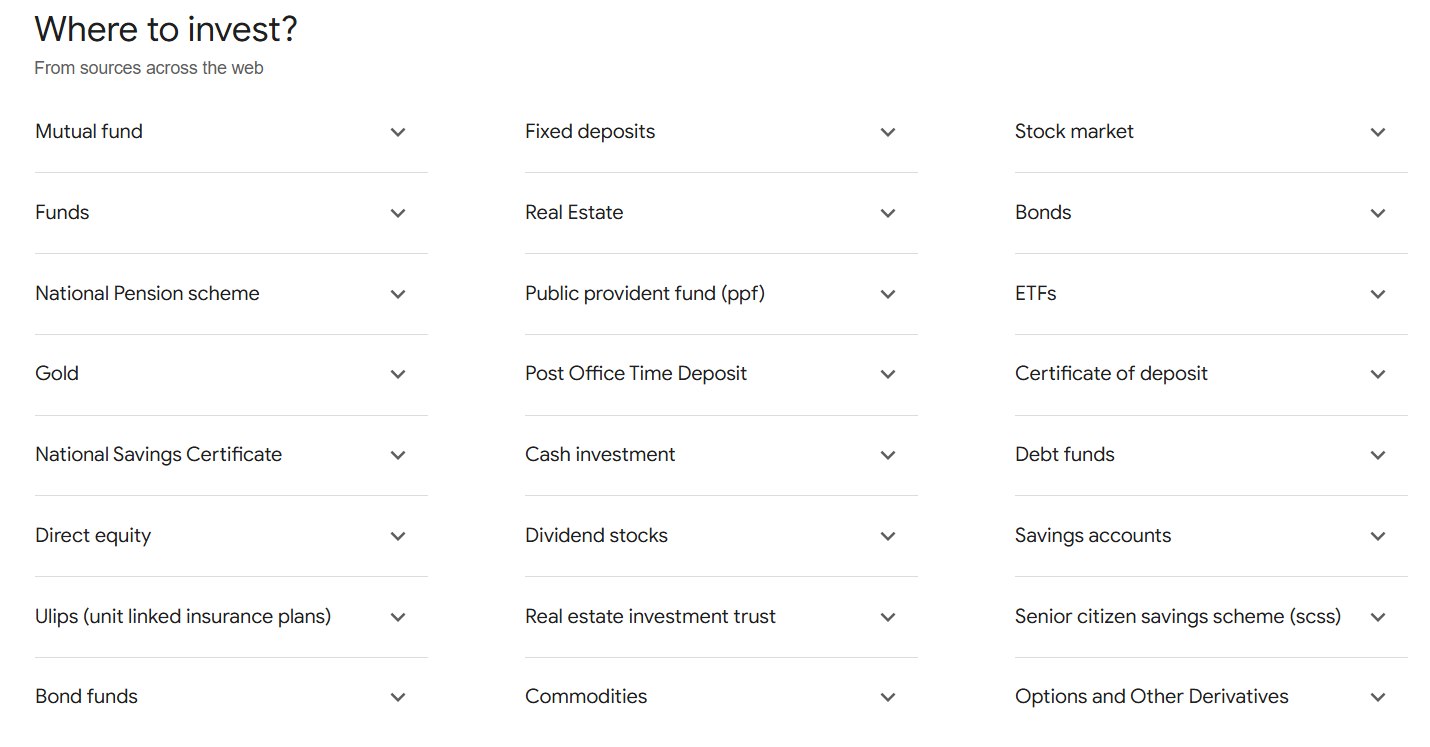 Where to invest?
From sources across the web
Mutual fund
Fixed deposits
Stock market
Funds
Real Estate
Bonds
National Pension scheme
Public provident fund (ppf)
ETFs
Gold
Post Office Time Deposit
Certificate of deposit
National Savings Certificate
Cash investment
Debt funds
Direct equity
Dividend stocks
Savings accounts
Ulips (unit linked insurance plans)
Real estate investment trust
Senior citizen savings scheme (scss)
Bond funds
Commodities
Options and Other Derivatives